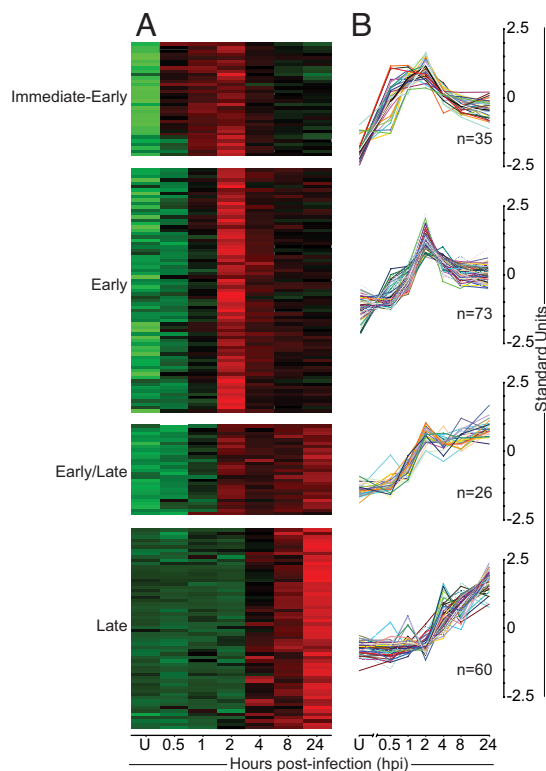 A B
Immediate-Early
Early
Early/Late
Late
2.5
0
-2.5
n=35
2.5
0
-2.5
n=73
2.5
0
-2.5
n=26
2.5
0
-2.5
n=60
Standard Units
U 0.5 1 2 4 8 24
U 0.5 1 2 4 8 24
Hours post-infection (hpi)